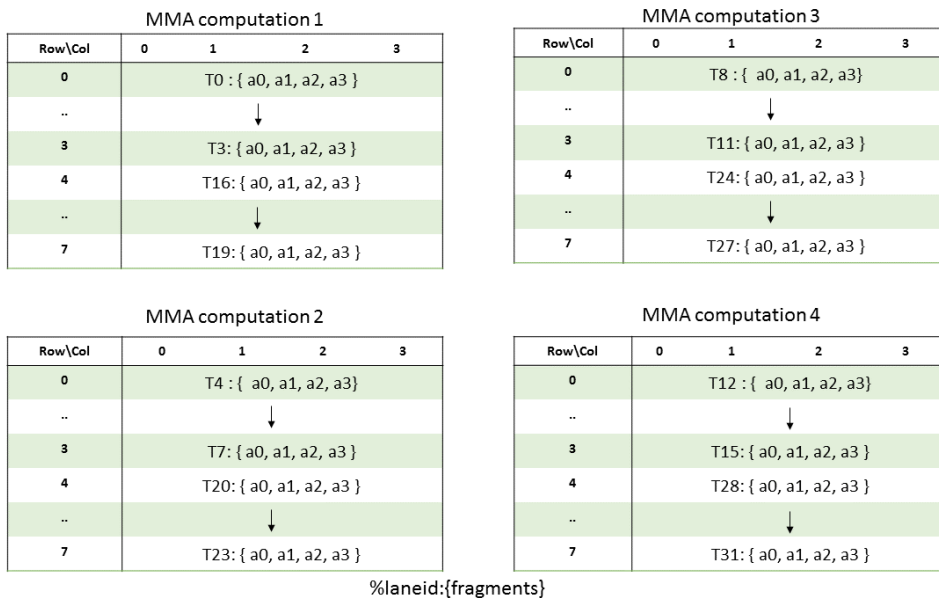 MMA computation 1
Row\Col 0 1 2 3
0 T0 : { a0, a1, a2, a3 }
..
3 T3: { a0, a1, a2, a3 }
4 T16: { a0, a1, a2, a3 }
..
7 T19: { a0, a1, a2, a3 }
MMA computation 3
Row\Col 0 1 2 3
0 T8 : { a0, a1, a2, a3}
..
3 T11: { a0, a1, a2, a3 }
4 T24: { a0, a1, a2, a3 }
..
7 T27: { a0, a1, a2, a3 }
MMA computation 2
Row\Col 0 1 2 3
0 T4 : { a0, a1, a2, a3}
..
3 T7: { a0, a1, a2, a3 }
4 T20: { a0, a1, a2, a3 }
..
7 T23: { a0, a1, a2, a3 }
MMA computation 4
Row\Col 0 1 2 3
0 T12 : { a0, a1, a2, a3}
..
3 T15: { a0, a1, a2, a3 }
4 T28: { a0, a1, a2, a3 }
..
7 T31: { a0, a1, a2, a3 }
%laneid:{fragments}